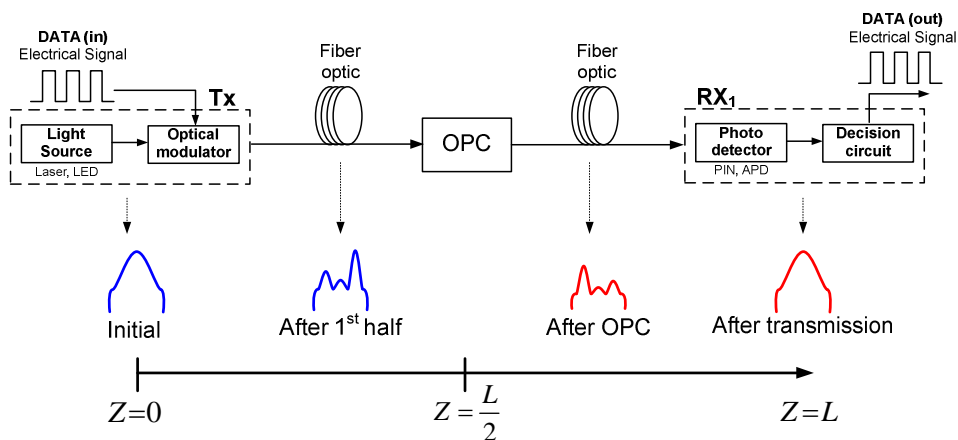 DATA (in)
Electrical Signal
Tx
Light
Source
Optical
modulator
Laser, LED
Fiber
optic
OPC
Fiber
optic
DATA (out)
Electrical Signal
RX₁
Photo
detector
PIN, APD
Decision
circuit
Initial
After 1st half
After OPC
After transmission
Z=0
Z = L/2
Z=L